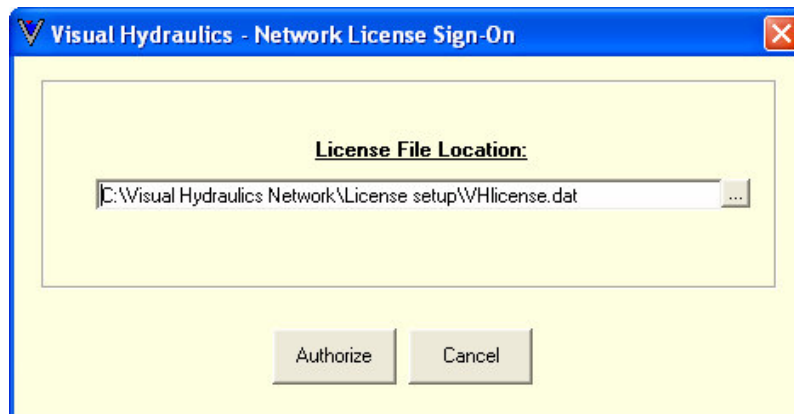 Visual Hydraulics - Network License Sign-On
License File Location:
C:\Visual Hydraulics Network\License setup\VHlicense.dat
...
Authorize Cancel